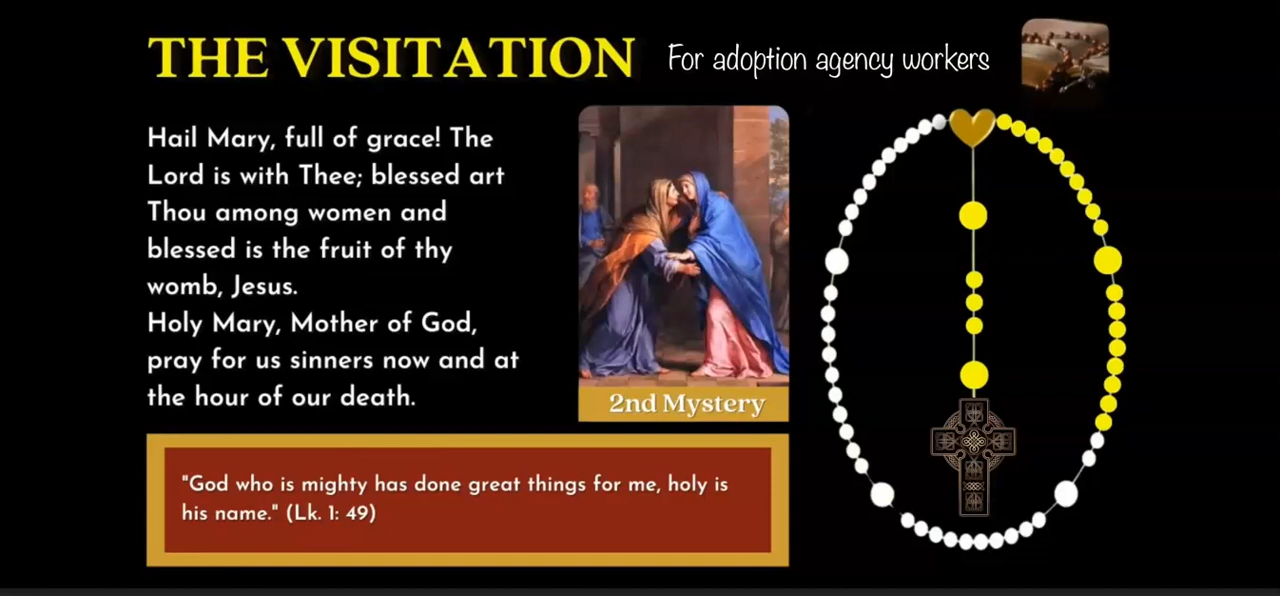 THE VISITATION
For adoption agency workers
Hail Mary, full of grace! The
Lord is with Thee; blessed art
Thou among women and
blessed is the fruit of thy
womb, Jesus.
Holy Mary, Mother of God,
pray for us sinners now and at
the hour of our death.
2nd Mystery
"God who is mighty has done great things for me, holy is
his name." (Lk. 1: 49)